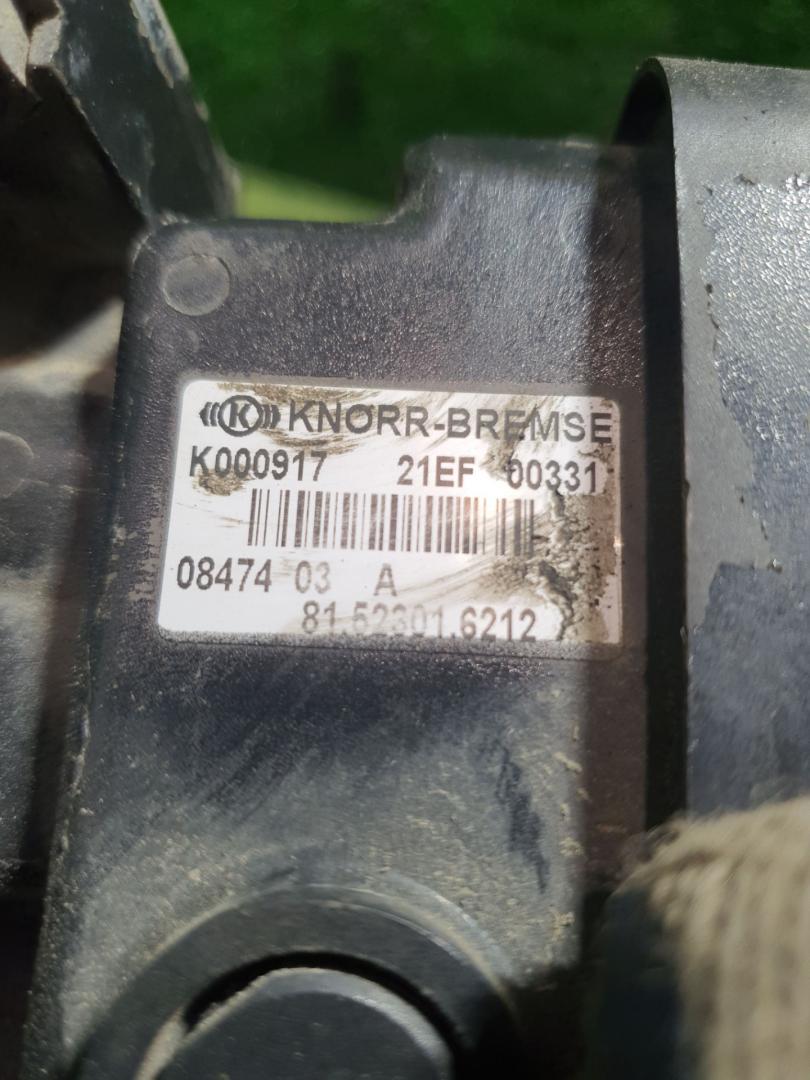 K KNORR-BREMSE
K000917 21EF 00331
08474 03 A
81.52301.6212